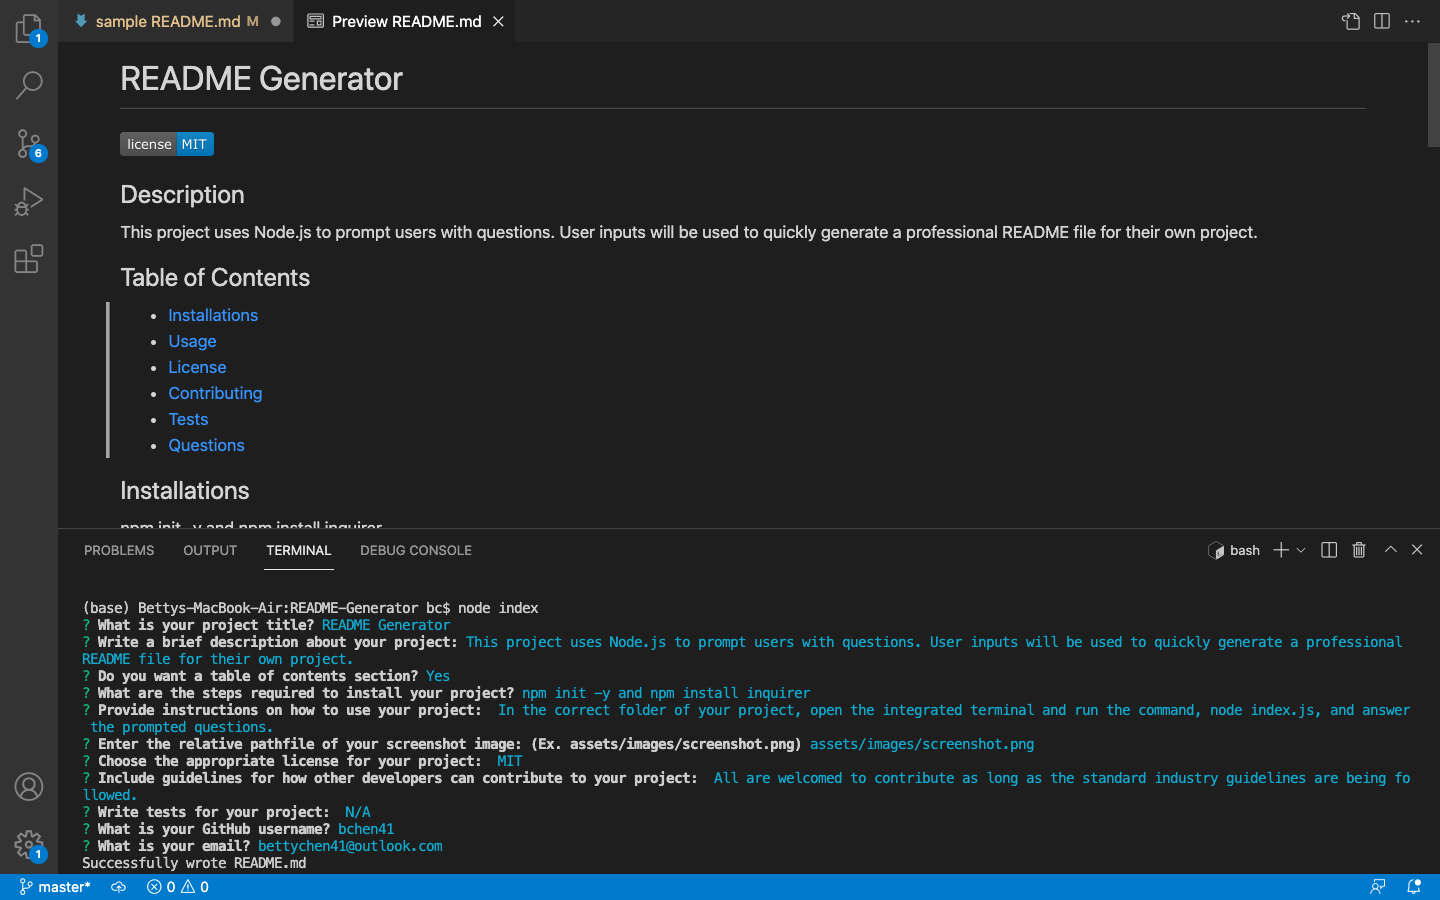 sample README.md M
Preview README.md
1
README Generator
license MIT
6
Description
This project uses Node.js to prompt users with questions. User inputs will be used to quickly generate a professional README file for their own project.
Table of Contents
Installations
Usage
License
Contributing
Tests
Questions
Installations
npm init -y and npm install inquirer
PROBLEMS OUTPUT TERMINAL DEBUG CONSOLE bash
(base) Bettys-MacBook-Air:README-Generator bc$ node index
? What is your project title? README Generator
? Write a brief description about your project: This project uses Node.js to prompt users with questions. User inputs will be used to quickly generate a professional
README file for their own project.
? Do you want a table of contents section? Yes
? What are the steps required to install your project? npm init -y and npm install inquirer
? Provide instructions on how to use your project:  In the correct folder of your project, open the integrated terminal and run the command, node index.js, and answer
the prompted questions.
? Enter the relative pathfile of your screenshot image: (Ex. assets/images/screenshot.png) assets/images/screenshot.png
? Choose the appropriate license for your project:  MIT
? Include guidelines for how other developers can contribute to your project:  All are welcomed to contribute as long as the standard industry guidelines are being fo
llowed.
? Write tests for your project:  N/A
? What is your GitHub username? bchen41
? What is your email? bettychen41@outlook.com
Successfully wrote README.md
1
master* 0 0